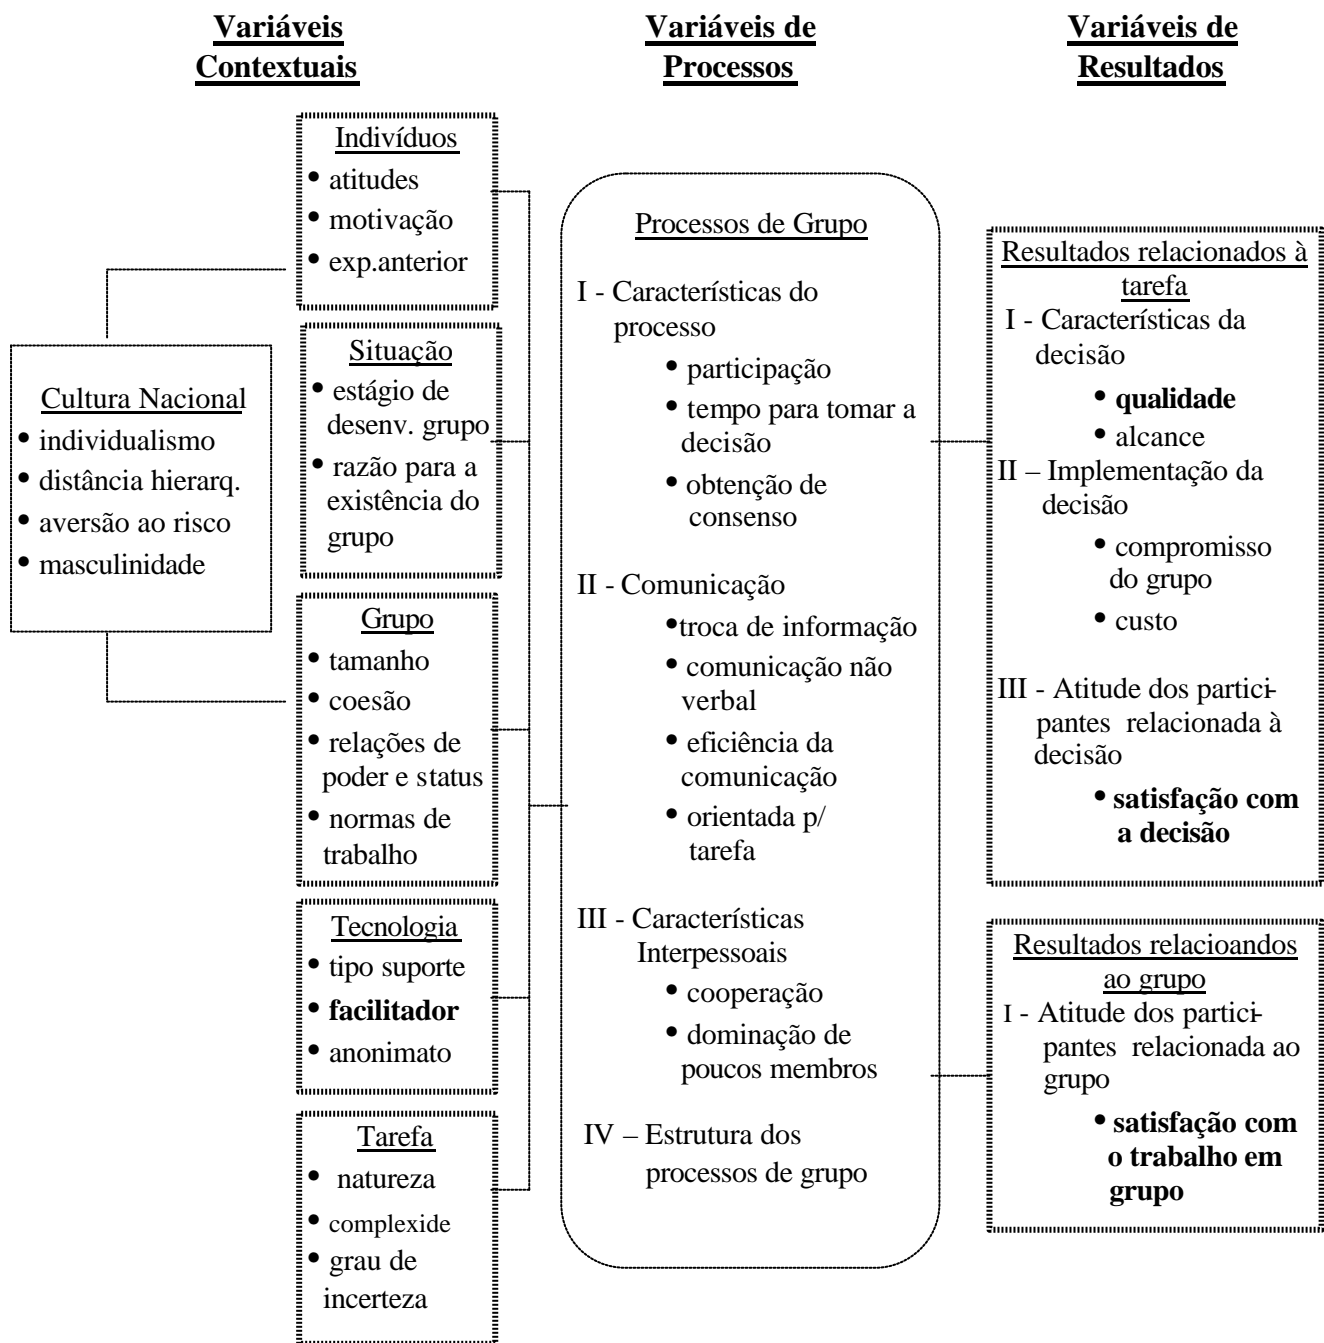 Variáveis
Contextuais
Variáveis de
Processos
Variáveis de
Resultados
Cultura Nacional
• individualismo
• distância hierarq.
• aversão ao risco
• masculinidade
Indivíduos
• atitudes
• motivação
• exp.anterior
Situação
• estágio de
desenv. grupo
• razão para a
existência do
grupo
Grupo
• tamanho
• coesão
• relações de
poder e status
• normas de
trabalho
Tecnologia
• tipo suporte
• facilitador
• anonimato
Tarefa
• natureza
• complexide
• grau de
incerteza
Processos de Grupo
I - Características do
processo
• participação
• tempo para tomar a
decisão
• obtenção de
consenso
II - Comunicação
•troca de informação
• comunicação não
verbal
• eficiência da
comunicação
• orientada p/
tarefa
III - Características
Interpessoais
• cooperação
• dominação de
poucos membros
IV – Estrutura dos
processos de grupo
Resultados relacionados à
tarefa
I - Características da
decisão
• qualidade
• alcance
II – Implementação da
decisão
• compromisso
do grupo
• custo
III - Atitude dos partici-
pantes relacionada à
decisão
• satisfação com
a decisão
Resultados relacioandos
ao grupo
I - Atitude dos partici-
pantes relacionada ao
grupo
• satisfação com
o trabalho em
grupo